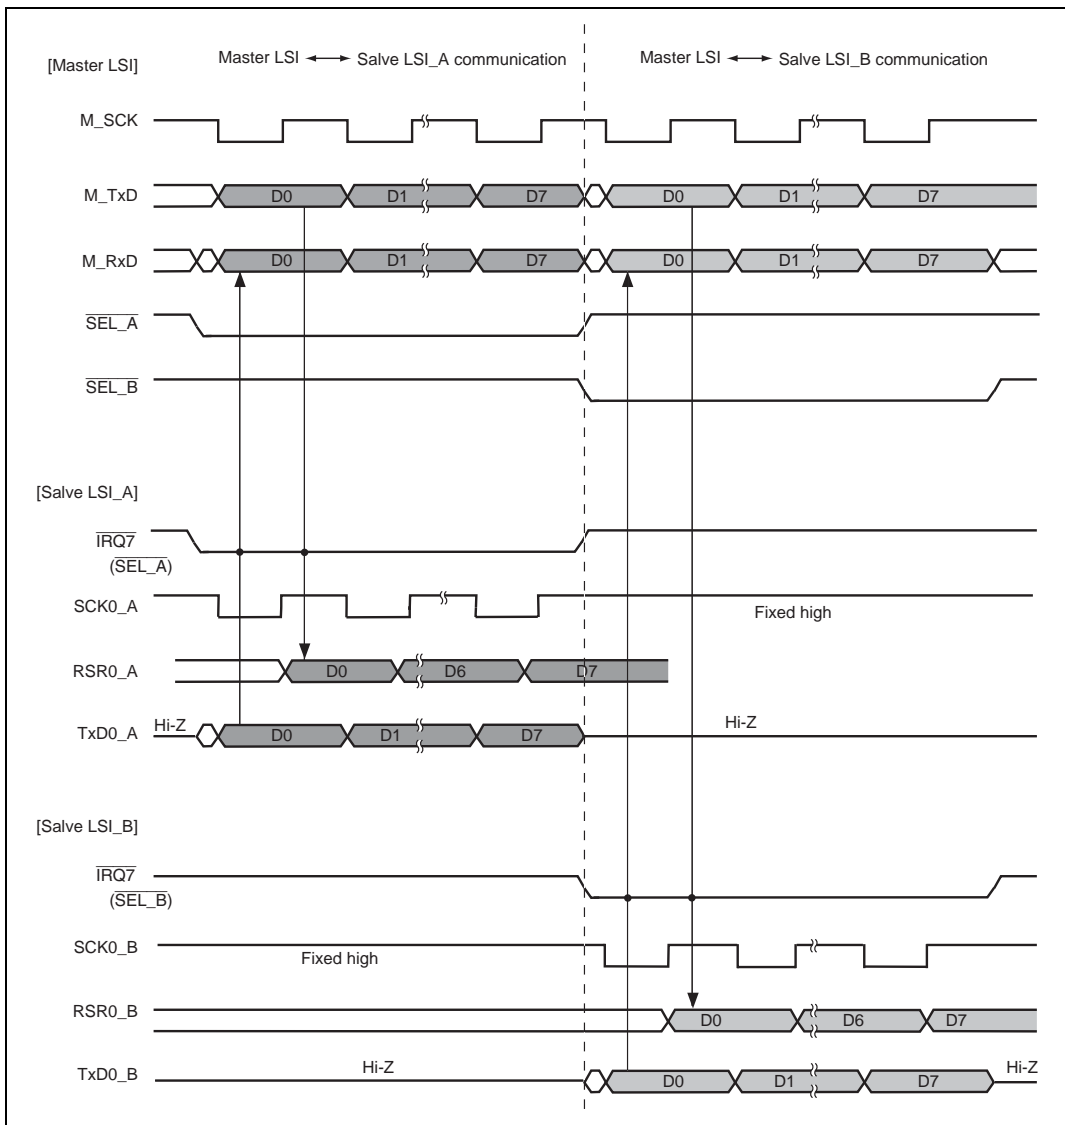 Master LSI ↔ Salve LSI_A communication
Master LSI ↔ Salve LSI_B communication
[Master LSI]
M_SCK
M_TxD D0 D1 D7 D0 D1 D7
M_RxD D0 D1 D7 D0 D1 D7
SEL_A
SEL_B
[Salve LSI_A]
IRQ7
(SEL_A)
SCK0_A
Fixed high
RSR0_A D0 D6 D7
Hi-Z Hi-Z
TxD0_A D0 D1 D7
[Salve LSI_B]
IRQ7
(SEL_B)
SCK0_B
Fixed high
RSR0_B D0 D6 D7
Hi-Z Hi-Z
TxD0_B D0 D1 D7